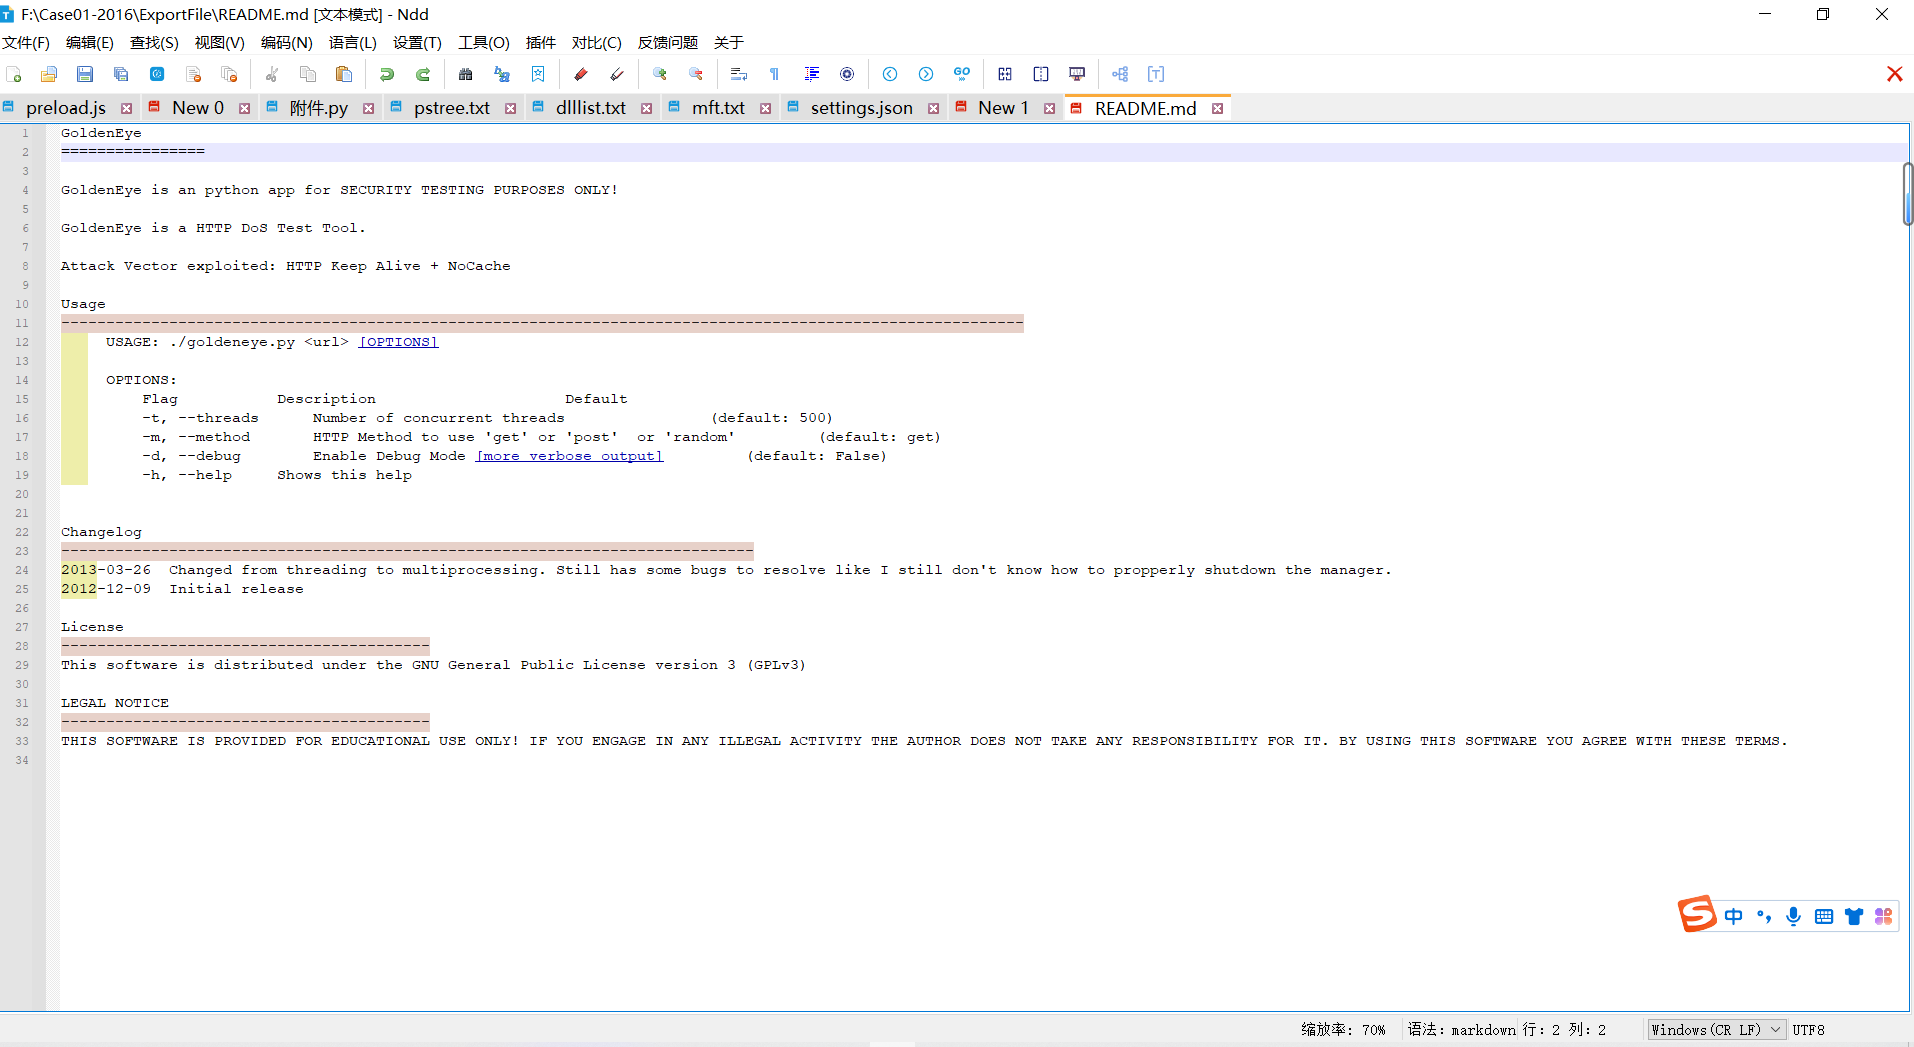 F:\Case01-2016\ExportFile\README.md [文本模式] - Ndd
文件(F) 编辑(E) 查找(S) 视图(V) 编码(N) 语言(L) 设置(T) 工具(O) 插件 对比(C) 反馈问题 关于
preload.js New 0 附件.py pstree.txt dlllist.txt mft.txt settings.json New 1 README.md
1 GoldenEye
2 ================
3
4 GoldenEye is an python app for SECURITY TESTING PURPOSES ONLY!
5
6 GoldenEye is a HTTP DoS Test Tool.
7
8 Attack Vector exploited: HTTP Keep Alive + NoCache
9
10 Usage
11 -----------------------------------------------------------------------------------------------------------
12 USAGE: ./goldeneye.py <url> [OPTIONS]
13
14 OPTIONS:
15 Flag Description Default
16 -t, --threads Number of concurrent threads (default: 500)
17 -m, --method HTTP Method to use 'get' or 'post'  or 'random' (default: get)
18 -d, --debug Enable Debug Mode [more verbose output] (default: False)
19 -h, --help Shows this help
20
21
22 Changelog
23 -----------------------------------------------------------------------------
24 2013-03-26  Changed from threading to multiprocessing. Still has some bugs to resolve like I still don't know how to propperly shutdown the manager.
25 2012-12-09  Initial release
26
27 License
28 -----------------------------------------
29 This software is distributed under the GNU General Public License version 3 (GPLv3)
30
31 LEGAL NOTICE
32 -----------------------------------------
33 THIS SOFTWARE IS PROVIDED FOR EDUCATIONAL USE ONLY! IF YOU ENGAGE IN ANY ILLEGAL ACTIVITY THE AUTHOR DOES NOT TAKE ANY RESPONSIBILITY FOR IT. BY USING THIS SOFTWARE YOU AGREE WITH THESE TERMS.
34
中
缩放率: 70% 语法: markdown 行: 2 列: 2 Windows(CR LF) UTF8